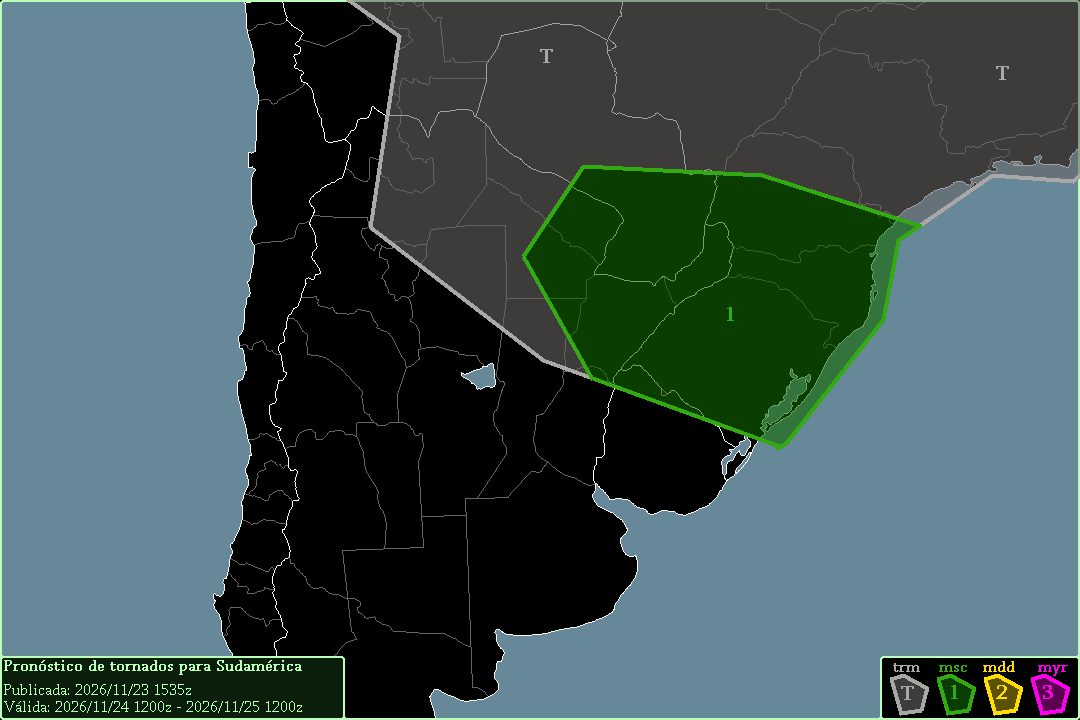 T
T
1
Pronóstico de tornados para Sudamérica
Publicada: 2026/11/23 1535z
Válida: 2026/11/24 1200z - 2026/11/25 1200z
trm msc mdd myr
T 1 2 3